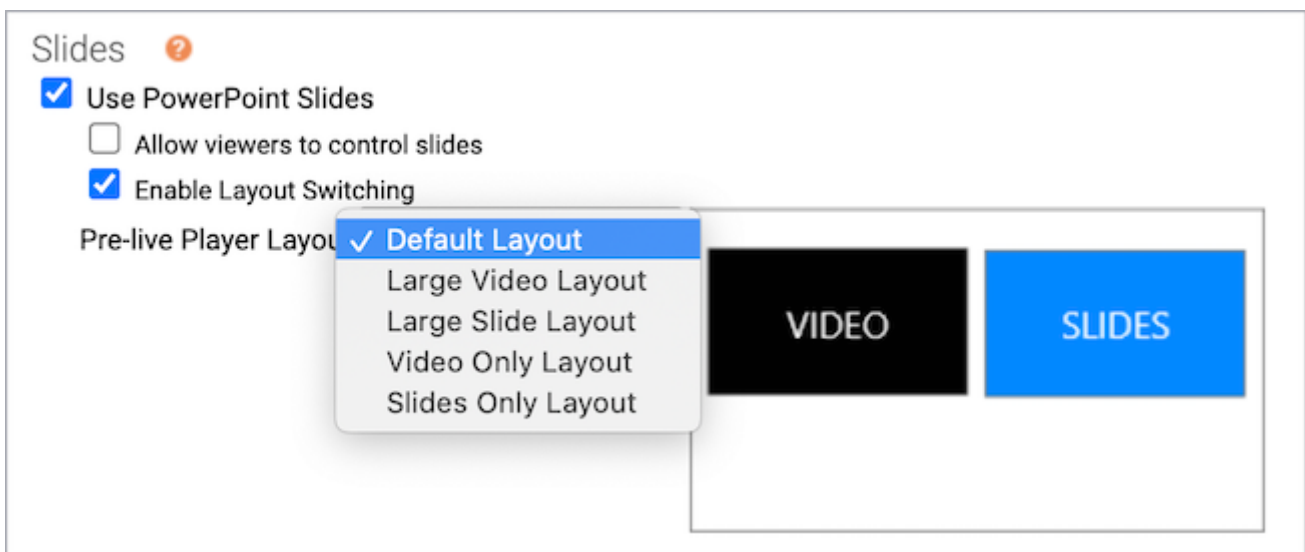 Slides ?
Use PowerPoint Slides
Allow viewers to control slides
Enable Layout Switching
Pre-live Player Layou ✓ Default Layout
Large Video Layout
Large Slide Layout
Video Only Layout
Slides Only Layout
VIDEO SLIDES